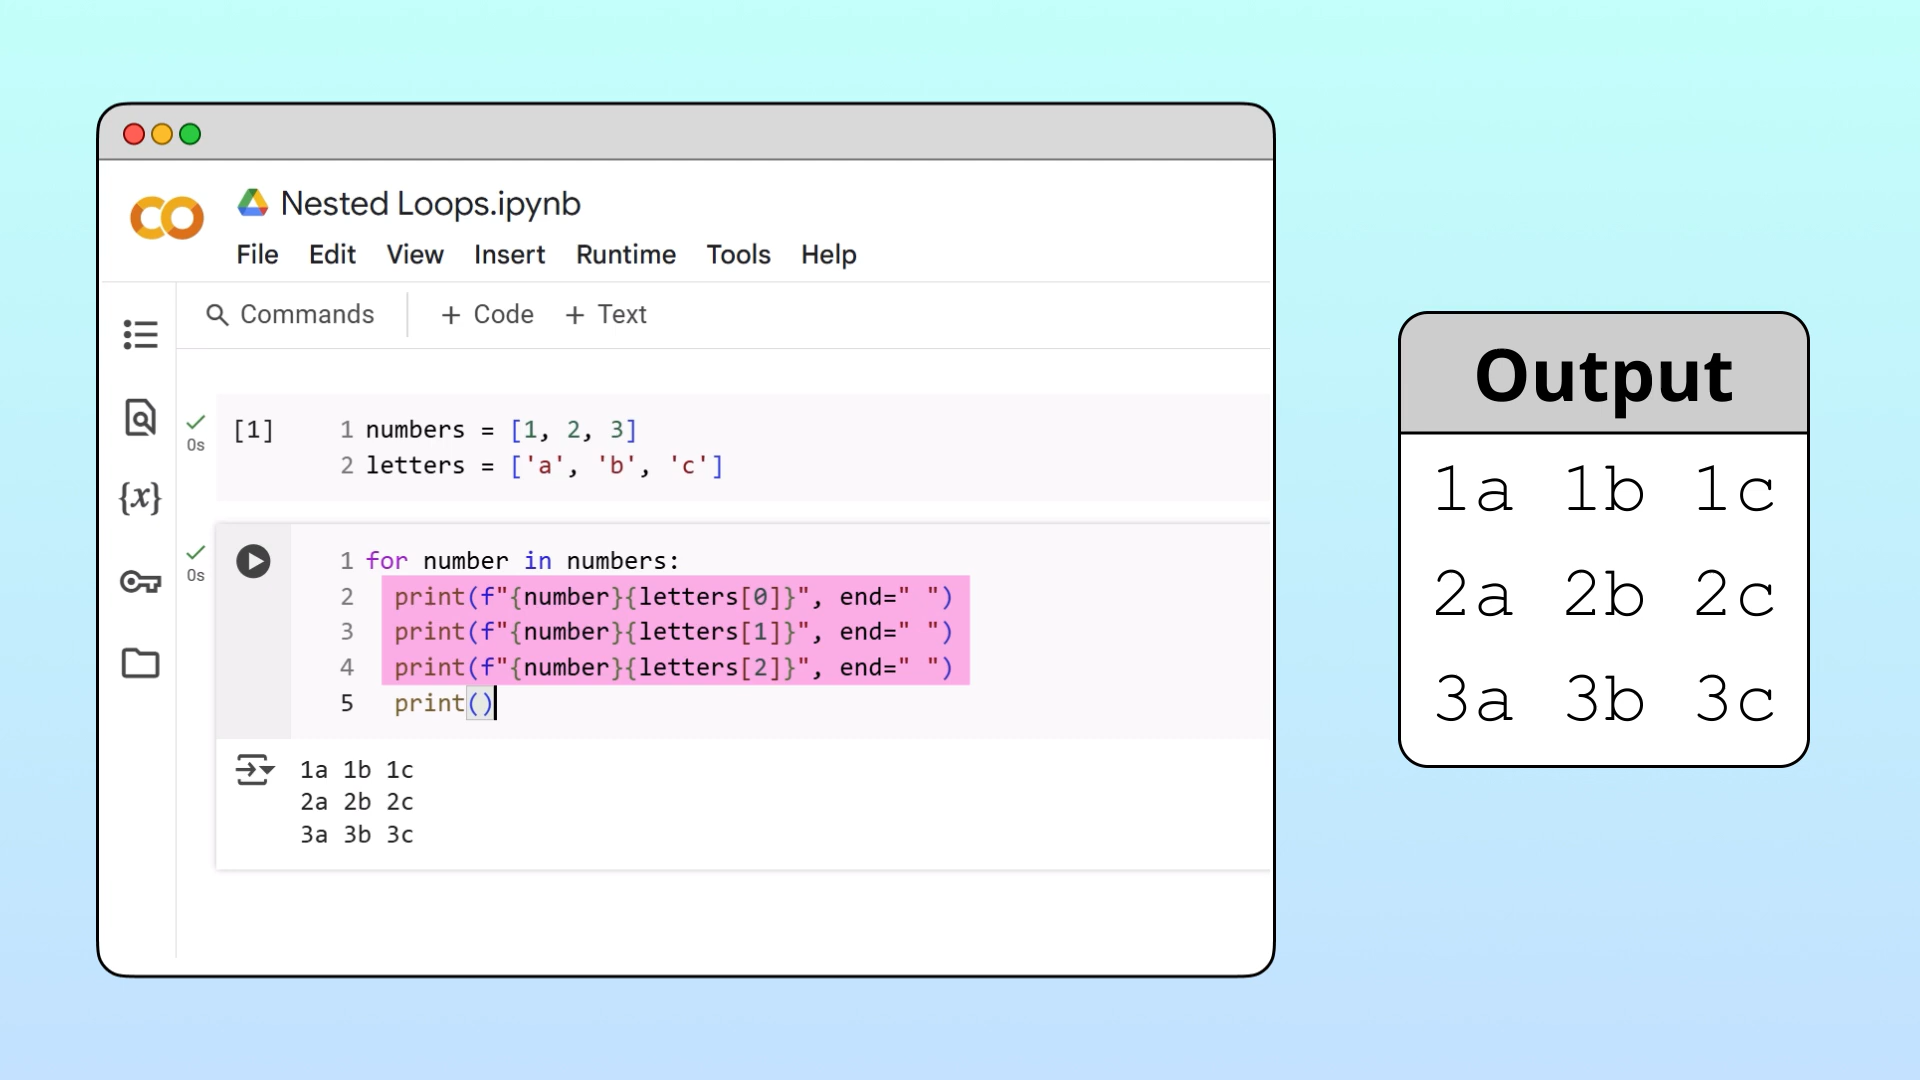 Nested Loops.ipynb
File Edit View Insert Runtime Tools Help
Commands + Code + Text
0s [1] 1 numbers = [1, 2, 3]
2 letters = ['a', 'b', 'c']
0s 1 for number in numbers:
2 print(f"{number}{letters[0]}", end=" ")
3 print(f"{number}{letters[1]}", end=" ")
4 print(f"{number}{letters[2]}", end=" ")
5 print()
1a 1b 1c
2a 2b 2c
3a 3b 3c
Output
1a 1b 1c
2a 2b 2c
3a 3b 3c